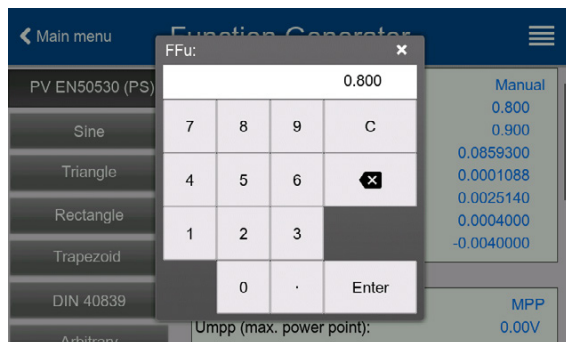 Main menu
Function Generator
FFu:
0.800
PV EN50530 (PS)
Sine
Triangle
Rectangle
Trapezoid
DIN 40839
Arbitrary
7 8 9 C
4 5 6
1 2 3
0 . Enter
Manual
0.800
0.900
0.0859300
0.0001088
0.0025140
0.0004000
-0.0040000
MPP
Umpp (max. power point): 0.00V